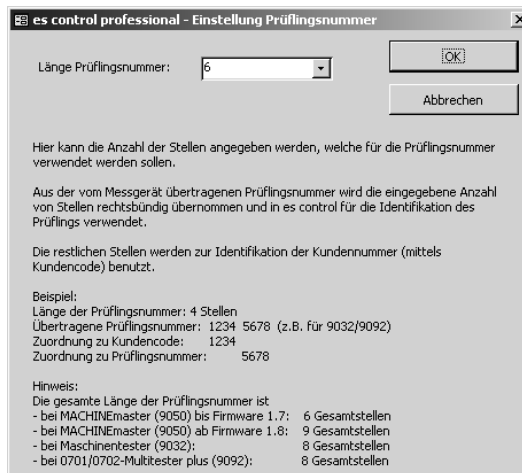 es control professional - Einstellung Prüflingsnummer
Länge Prüflingsnummer: 6
OK
Abbrechen
Hier kann die Anzahl der Stellen angegeben werden, welche für die Prüflingsnummer
verwendet werden sollen.
Aus der vom Messgerät übertragenen Prüflingsnummer wird die eingegebene Anzahl
von Stellen rechtsbündig übernommen und in es control für die Identifikation des
Prüflings verwendet.
Die restlichen Stellen werden zur Identifikation der Kundennummer (mittels
Kundencode) benutzt.
Beispiel:
Länge der Prüflingsnummer: 4 Stellen
Übertragene Prüflingsnummer: 1234 5678 (z.B. für 9032/9092)
Zuordnung zu Kundencode: 1234
Zuordnung zu Prüflingsnummer: 5678
Hinweis:
Die gesamte Länge der Prüflingsnummer ist
- bei MACHINEmaster (9050) bis Firmware 1.7: 6 Gesamtstellen
- bei MACHINEmaster (9050) ab Firmware 1.8: 9 Gesamtstellen
- bei Maschinentester (9032): 8 Gesamtstellen
- bei 0701/0702-Multitester plus (9092): 8 Gesamtstellen